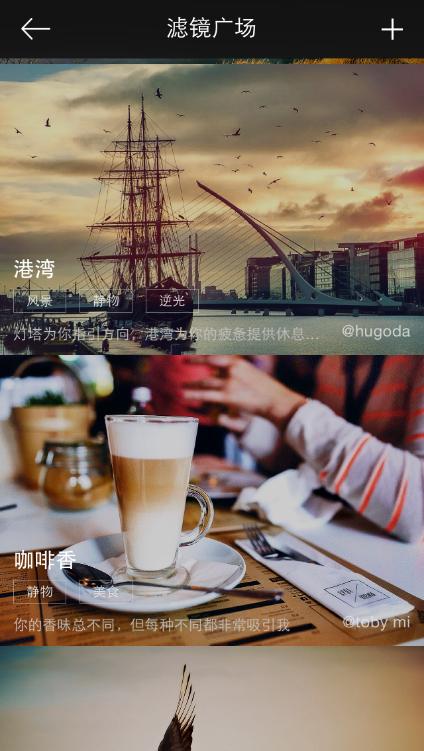 滤镜广场
港湾
风景 静物 逆光
灯塔为你指引方向，港湾为你的疲惫提供休息... @hugoda
咖啡香
静物 美食
你的香味总不同，但每种不同都非常吸引我 @toby mi